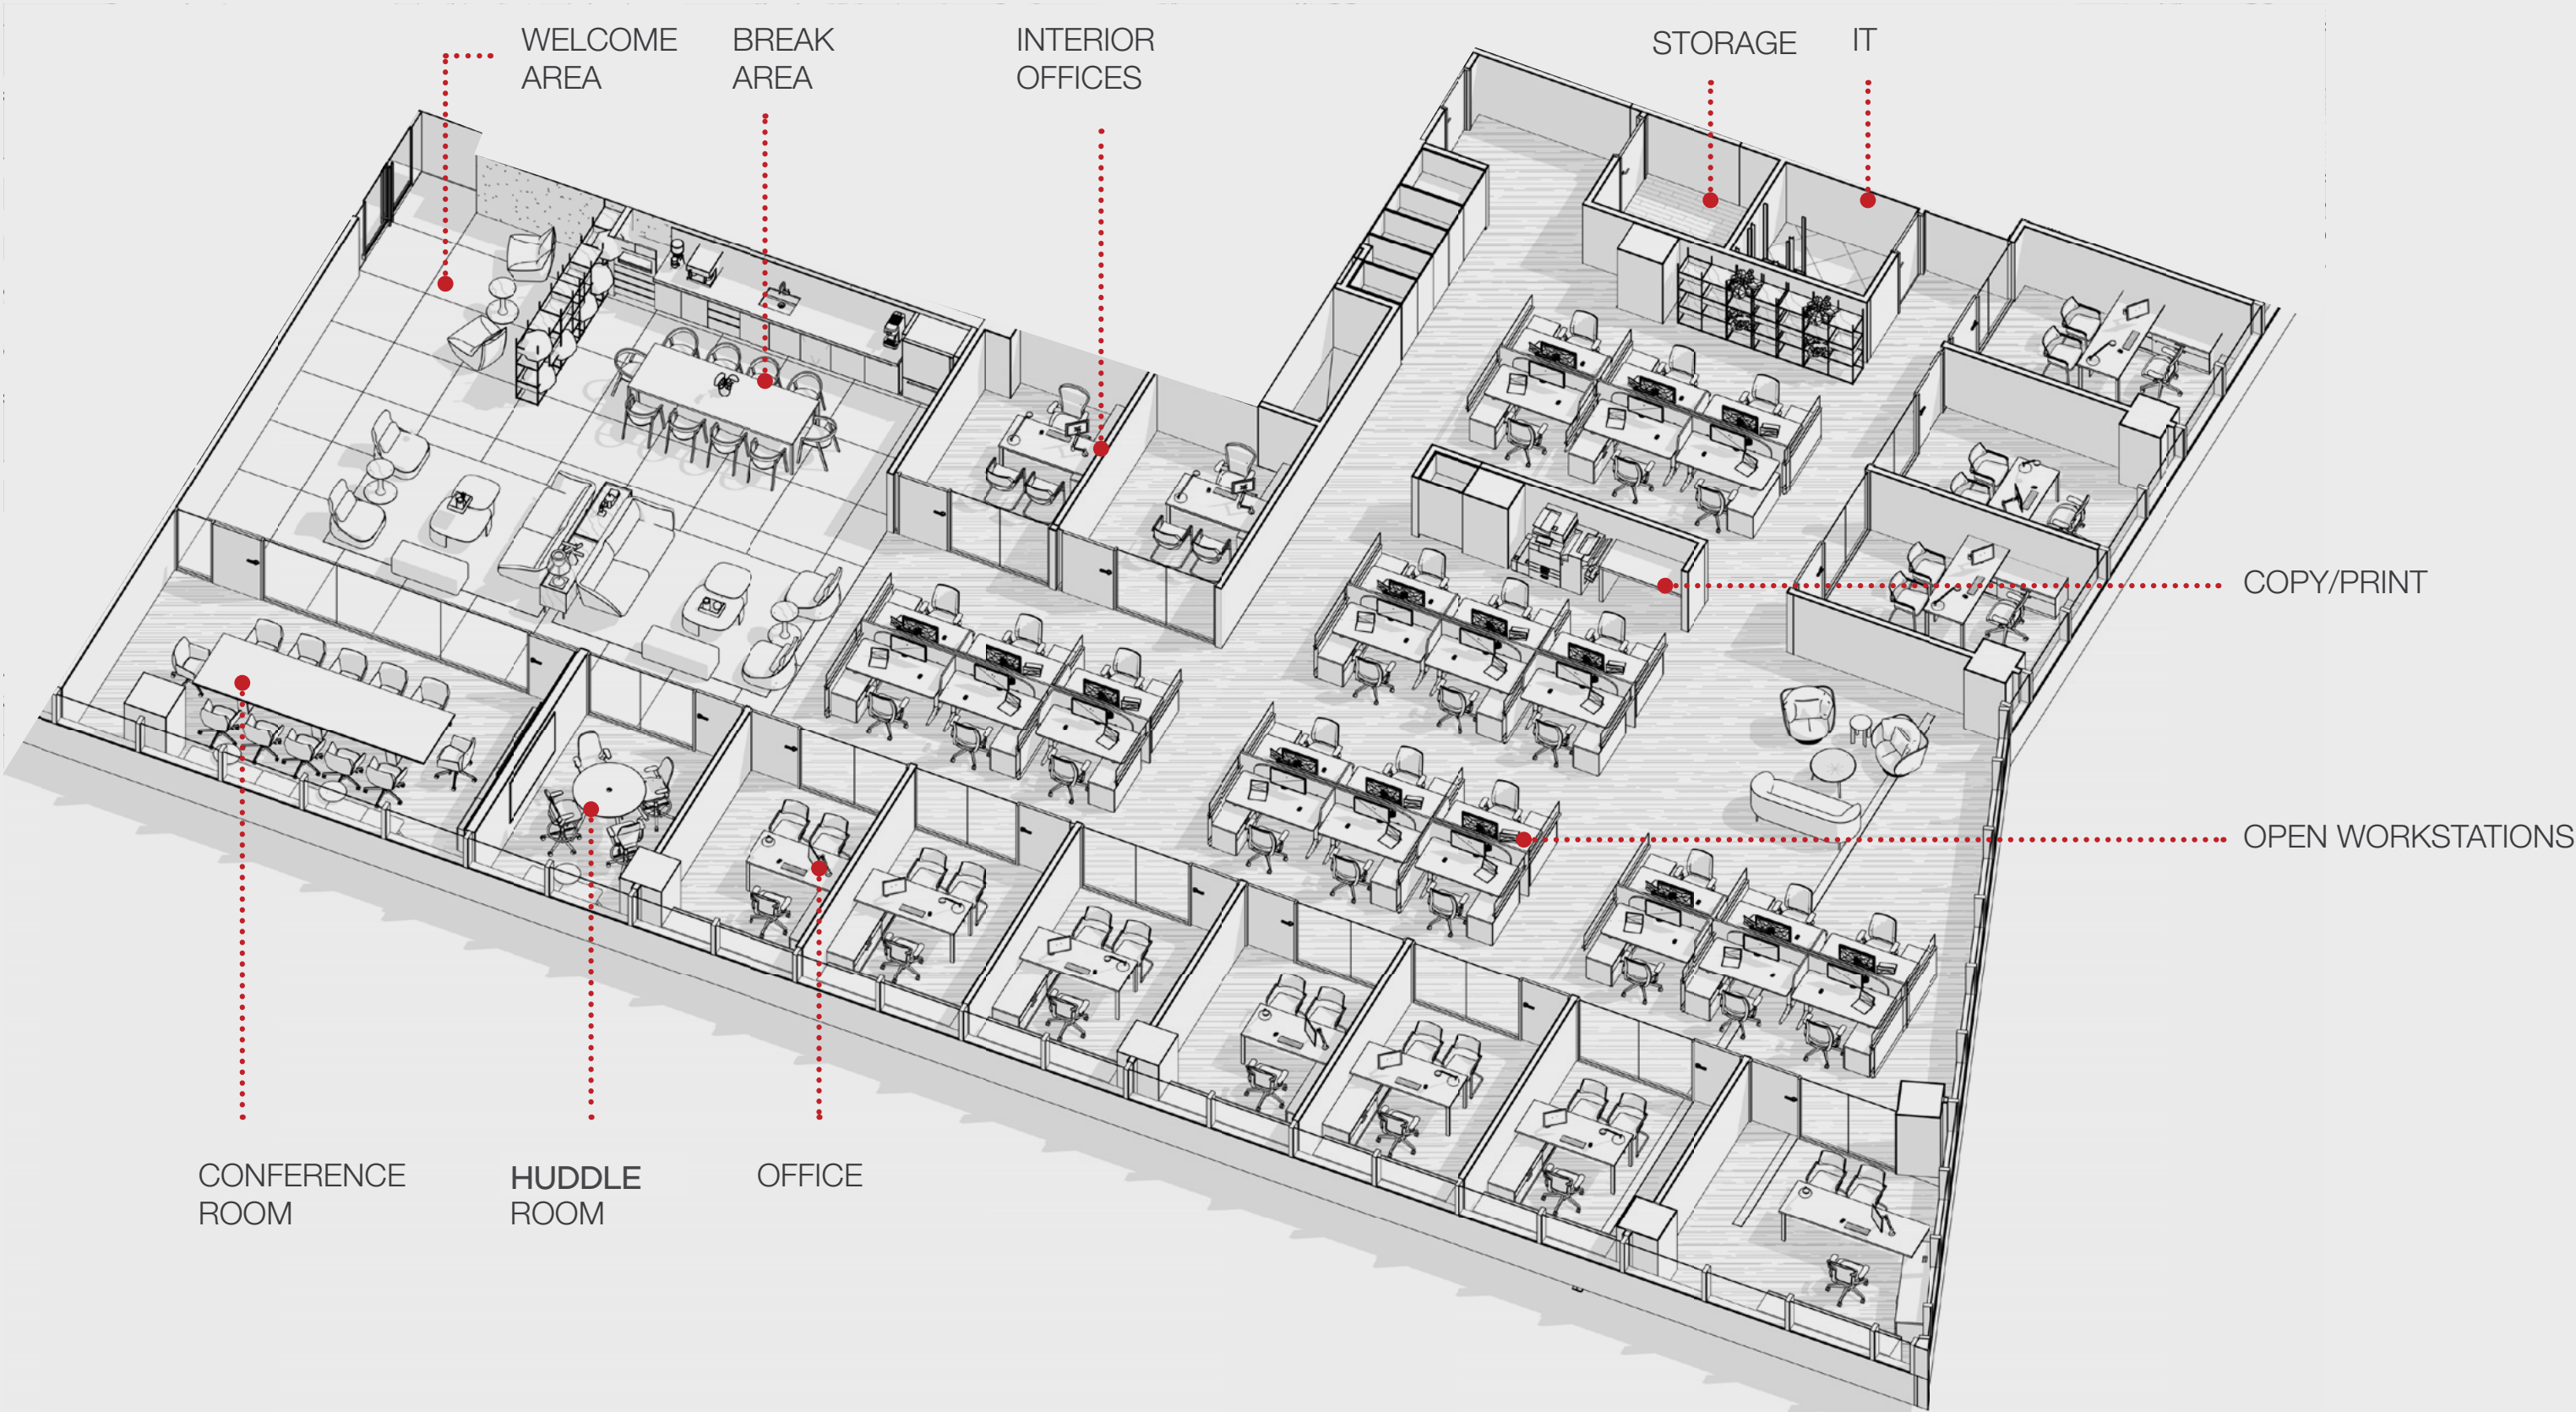 WELCOME
AREA
BREAK
AREA
INTERIOR
OFFICES
STORAGE
IT
COPY/PRINT
OPEN WORKSTATIONS
CONFERENCE
ROOM
HUDDLE
ROOM
OFFICE